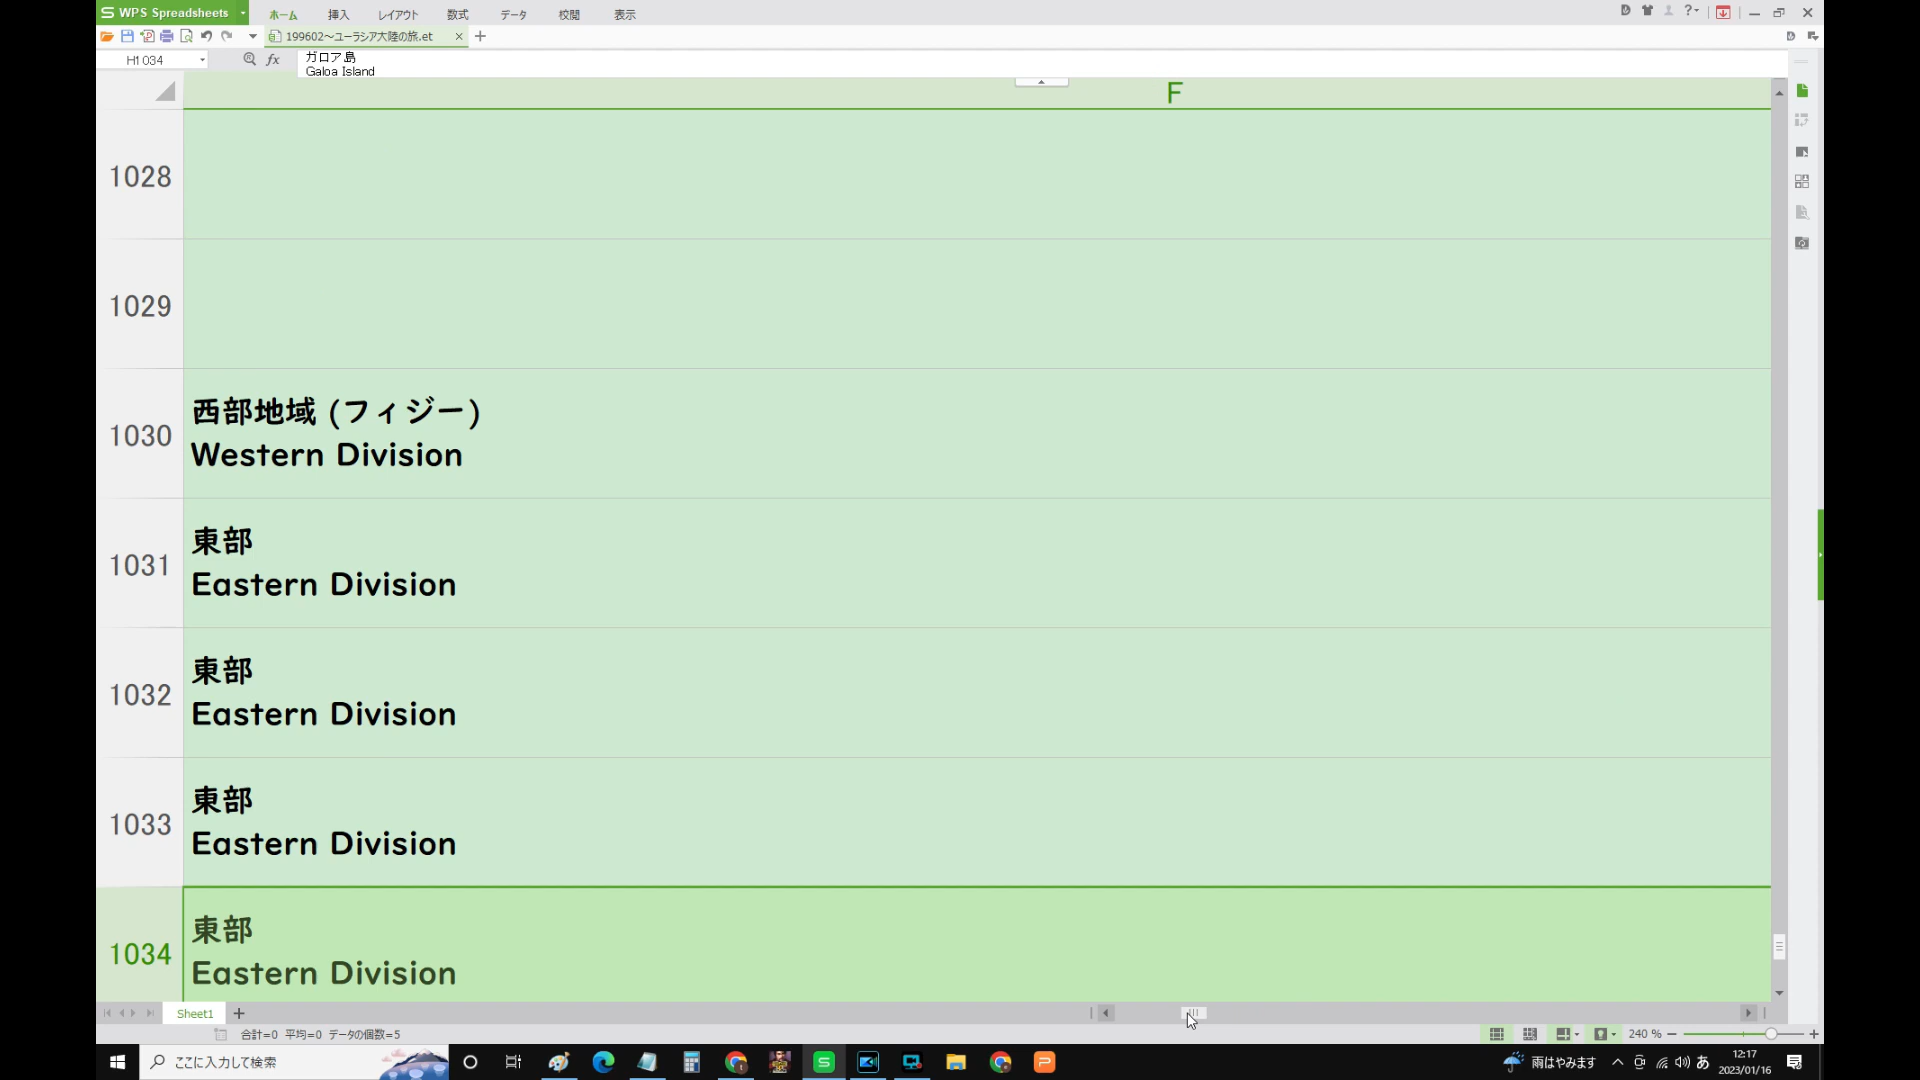 WPS Spreadsheets
ホーム 挿入 レイアウト 数式 データ 校閲 表示
199602～ユーラシア大陸の旅.et
H1034
fx
ガロア島
Galoa Island
F
1028
1029
1030
西部地域 (フィジー)
Western Division
1031
東部
Eastern Division
1032
東部
Eastern Division
1033
東部
Eastern Division
1034
東部
Eastern Division
Sheet1
合計=0 平均=0 データの個数=5
240 %
ここに入力して検索
雨はやみます
あ
12:17
2023/01/16